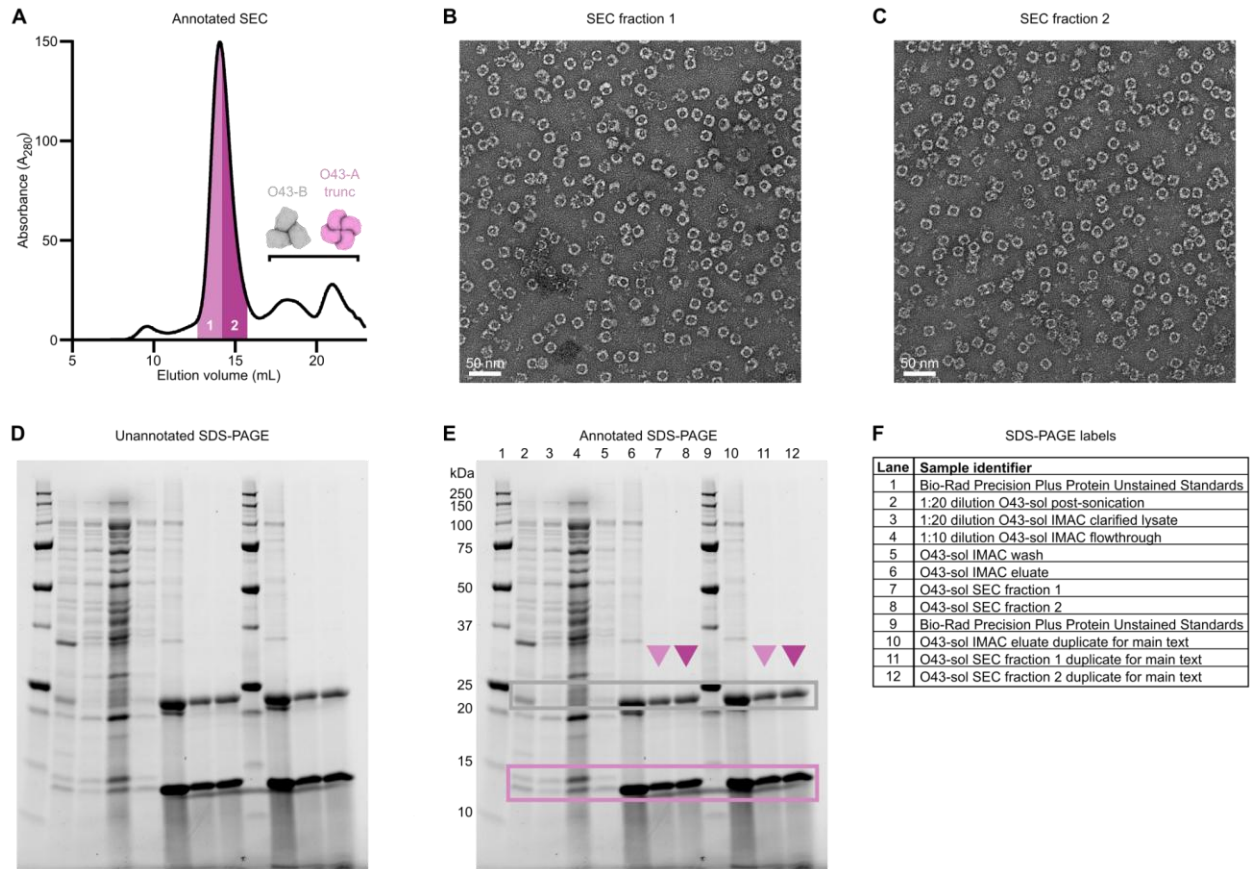 A
Annotated SEC
150
100
50
0
Absorbance (A280)
5
10
15
20
Elution volume (mL)
1
2
O43-B
O43-A
trunc
B
SEC fraction 1
50 nm
C
SEC fraction 2
50 nm
D
Unannotated SDS-PAGE
E
Annotated SDS-PAGE
1 2 3 4 5 6 7 8 9 10 11 12
kDa
250
150
100
75
50
37
25
20
15
10
F
SDS-PAGE labels
Lane Sample identifier
1 Bio-Rad Precision Plus Protein Unstained Standards
2 1:20 dilution O43-sol post-sonication
3 1:20 dilution O43-sol IMAC clarified lysate
4 1:10 dilution O43-sol IMAC flowthrough
5 O43-sol IMAC wash
6 O43-sol IMAC eluate
7 O43-sol SEC fraction 1
8 O43-sol SEC fraction 2
9 Bio-Rad Precision Plus Protein Unstained Standards
10 O43-sol IMAC eluate duplicate for main text
11 O43-sol SEC fraction 1 duplicate for main text
12 O43-sol SEC fraction 2 duplicate for main text